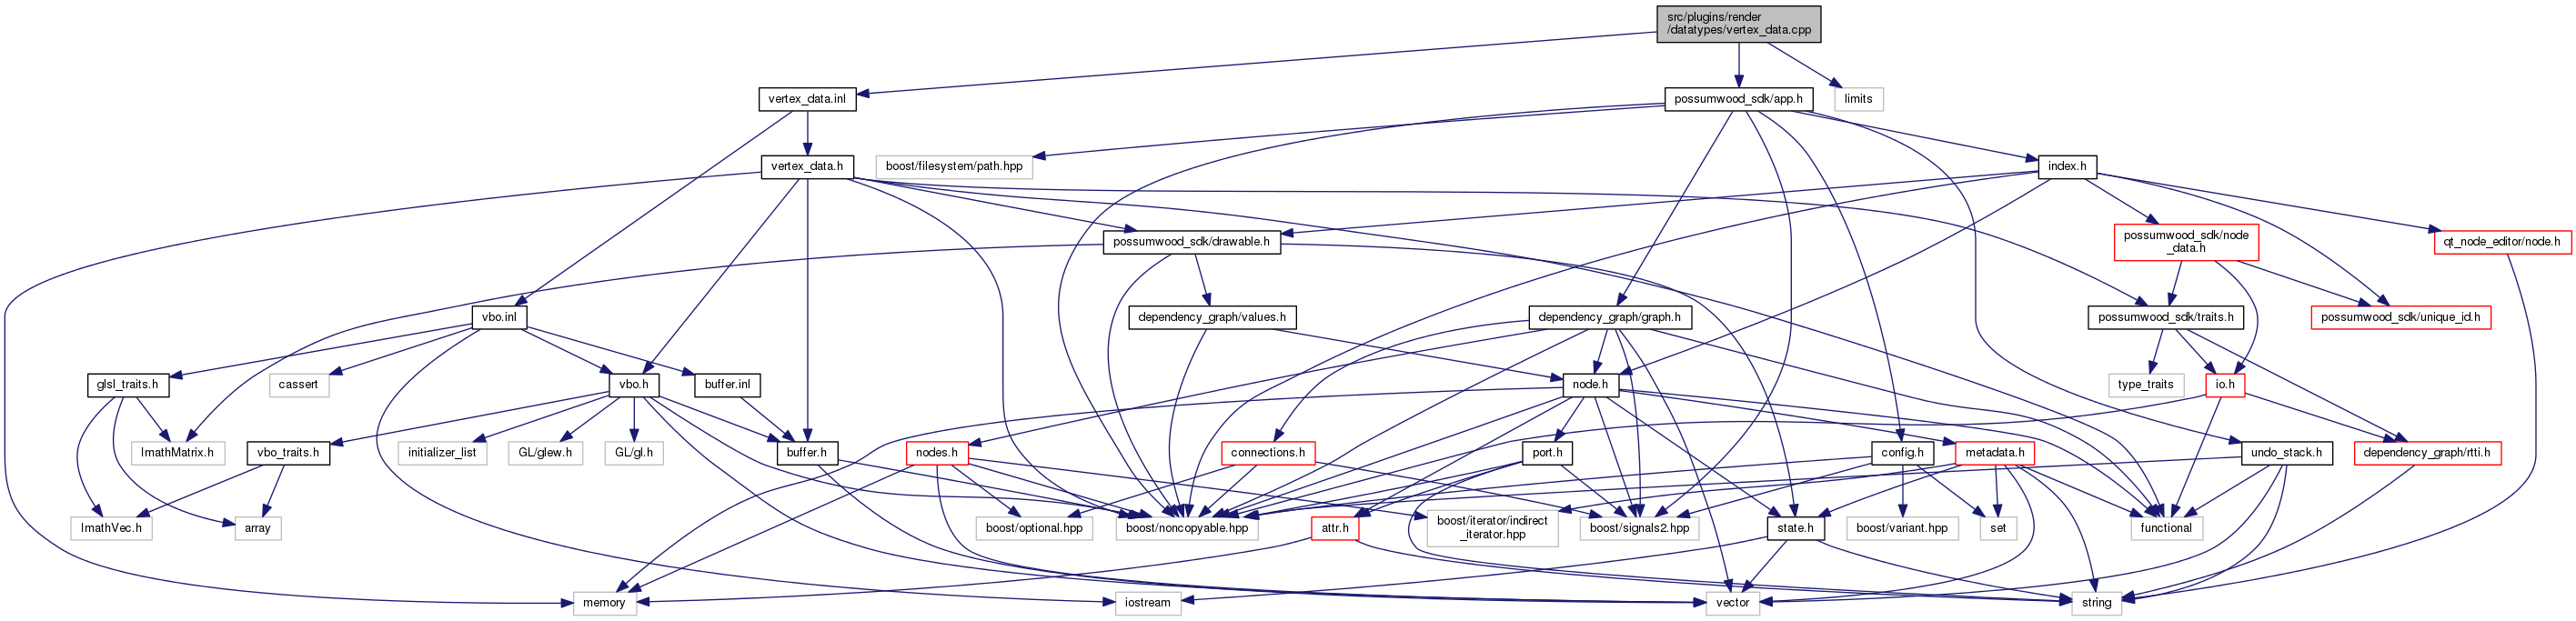 src/plugins/render
/datatypes/vertex_data.cpp
vertex_data.inl
possumwood_sdk/app.h
limits
vertex_data.h
boost/filesystem/path.hpp
index.h
possumwood_sdk/drawable.h
possumwood_sdk/node
_data.h
qt_node_editor/node.h
vbo.inl
dependency_graph/values.h
dependency_graph/graph.h
possumwood_sdk/traits.h
possumwood_sdk/unique_id.h
glsl_traits.h
cassert
vbo.h
buffer.inl
node.h
type_traits
io.h
ImathMatrix.h
vbo_traits.h
initializer_list
GL/glew.h
GL/gl.h
buffer.h
nodes.h
connections.h
port.h
config.h
metadata.h
undo_stack.h
dependency_graph/rtti.h
ImathVec.h
array
boost/optional.hpp
boost/noncopyable.hpp
attr.h
boost/iterator/indirect
_iterator.hpp
boost/signals2.hpp
state.h
boost/variant.hpp
set
functional
memory
iostream
vector
string